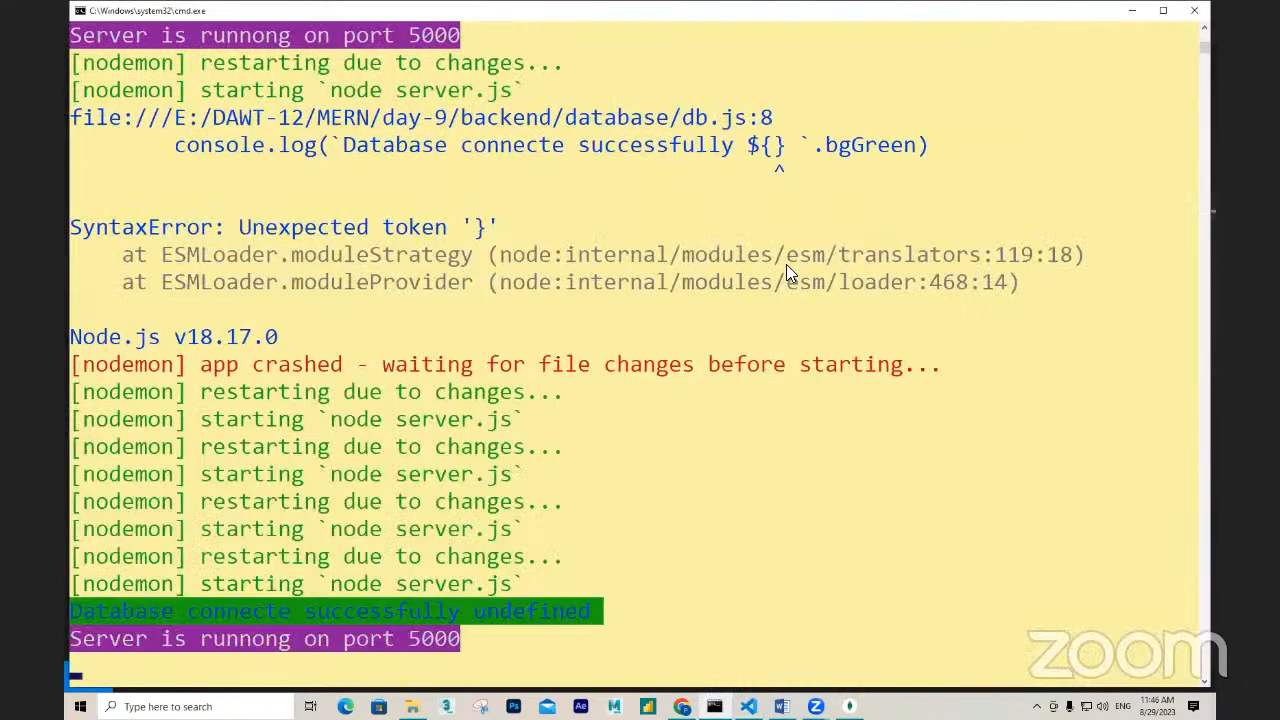 C:\Windows\system32\cmd.exe
Server is runnong on port 5000
[nodemon] restarting due to changes...
[nodemon] starting `node server.js`
file:///E:/DAWT-12/MERN/day-9/backend/database/db.js:8
console.log(`Database connecte successfully ${} `.bgGreen)
^
SyntaxError: Unexpected token '}'
at ESMLoader.moduleStrategy (node:internal/modules/esm/translators:119:18)
at ESMLoader.moduleProvider (node:internal/modules/esm/loader:468:14)
Node.js v18.17.0
[nodemon] app crashed - waiting for file changes before starting...
[nodemon] restarting due to changes...
[nodemon] starting `node server.js`
[nodemon] restarting due to changes...
[nodemon] starting `node server.js`
[nodemon] restarting due to changes...
[nodemon] starting `node server.js`
[nodemon] restarting due to changes...
[nodemon] starting `node server.js`
Database connecte successfully undefined
Server is runnong on port 5000
zoom
Type here to search
ENG
11:46 AM
8/29/2023